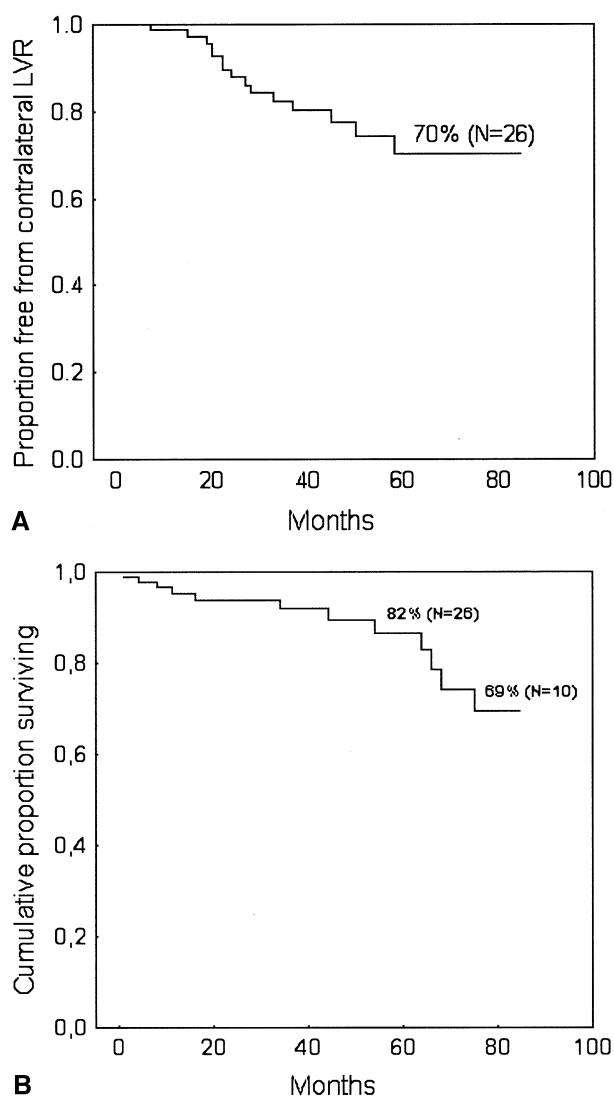 Proportion free from contralateral LVR
1.0
0.8
0.6
0.4
0.2
0.0
70% (N=26)
0 20 40 60 80 100
Months
A
Cumulative proportion surviving
1,0
0,8
0,6
0,4
0,2
0,0
82% (N=26)
69% (N=10)
0 20 40 60 80 100
Months
B